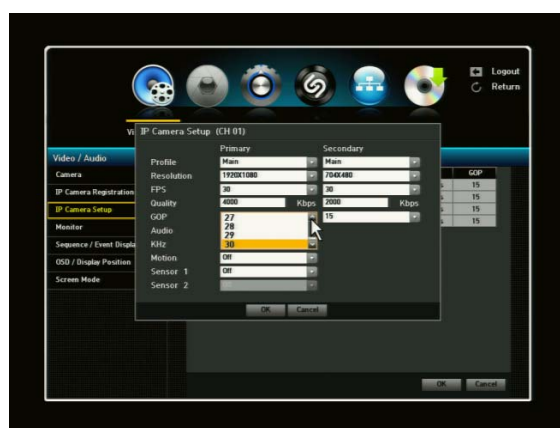 Logout
Return
Vi
IP Camera Setup (CH 01)
Primary Secondary
Video / Audio
Camera
IP Camera Registration
IP Camera Setup
Monitor
Sequence / Event Displa
OSD / Display Position
Screen Mode
Profile Main Main
Resolution 1920X1080 704X480
FPS 30 30
Quality 4000 Kbps 2000 Kbps
GOP 27 15
28
Audio 29
KHz 30
Motion Off
Sensor 1 Off
Sensor 2
GOP
s 15
15
s 15
s 15
OK Cancel
OK Cancel